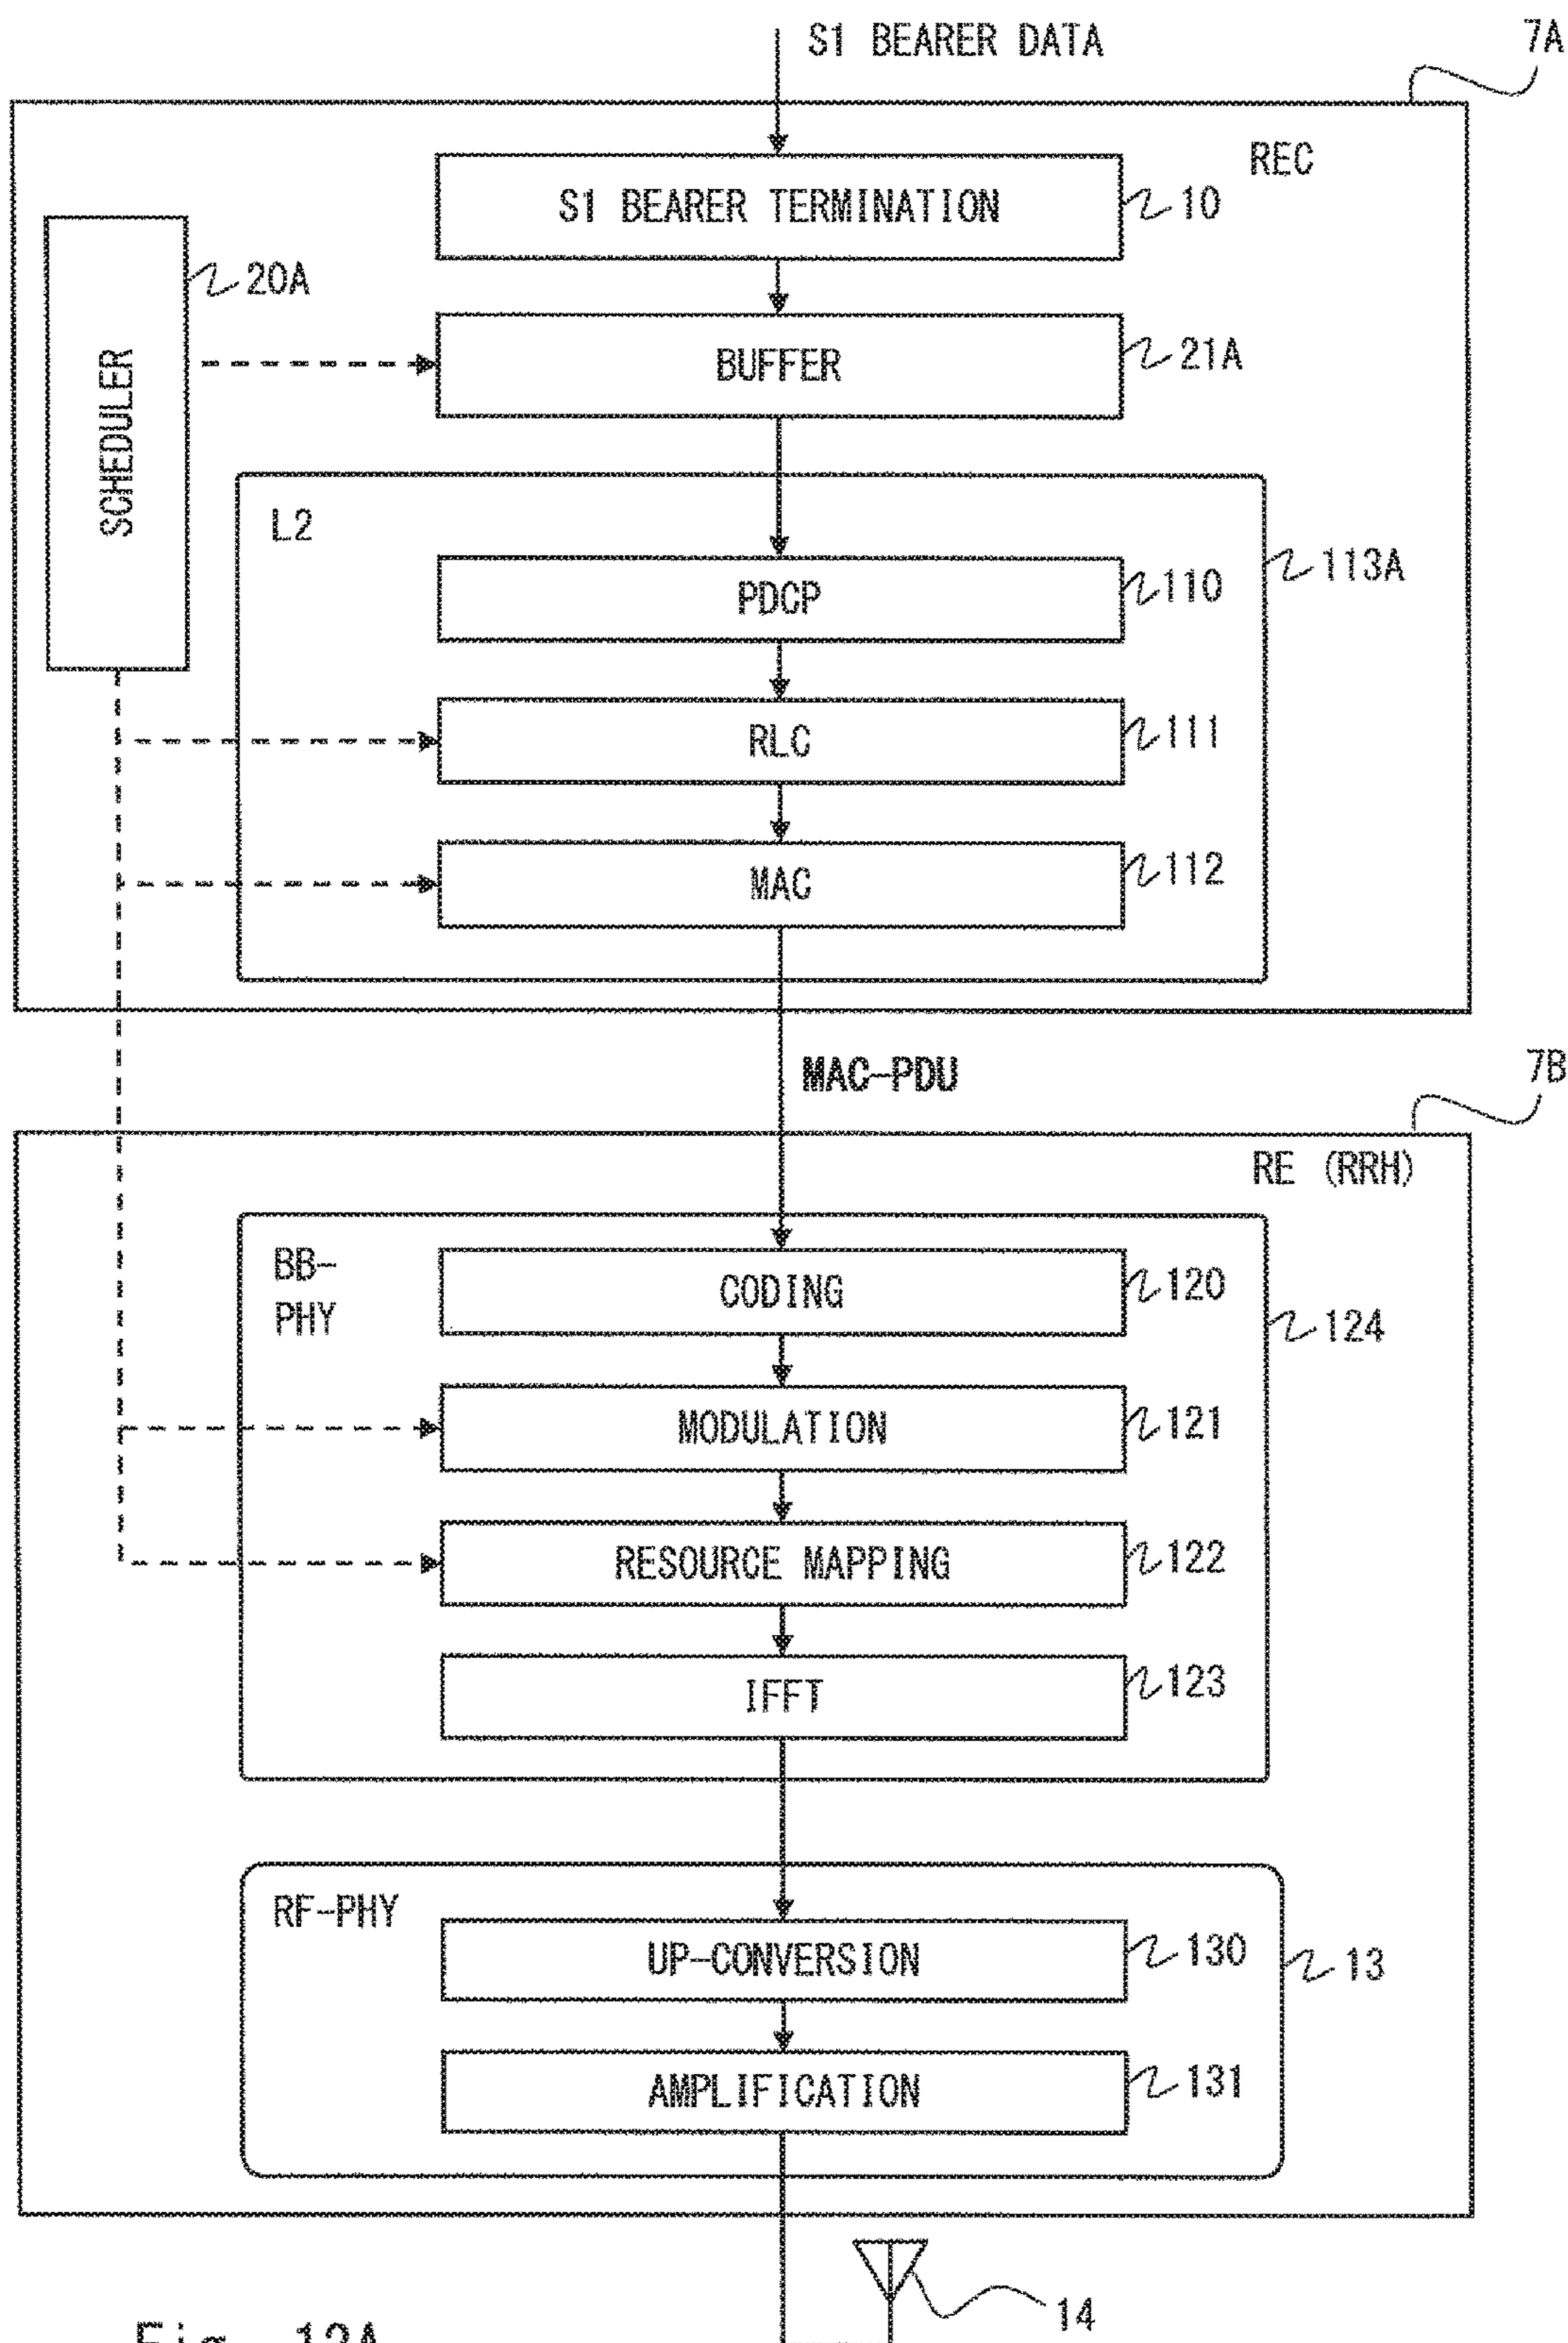 S1 BEARER DATA
7A
REC
S1 BEARER TERMINATION
10
20A
SCHEDULER
BUFFER
21A
L2
113A
PDCP
110
RLC
111
MAC
112
MAC-PDU
7B
RE (RRH)
BB-
PHY
CODING
120
124
MODULATION
121
RESOURCE MAPPING
122
IFFT
123
RF-PHY
UP-CONVERSION
130
13
AMPLIFICATION
131
14
Fig. 12A